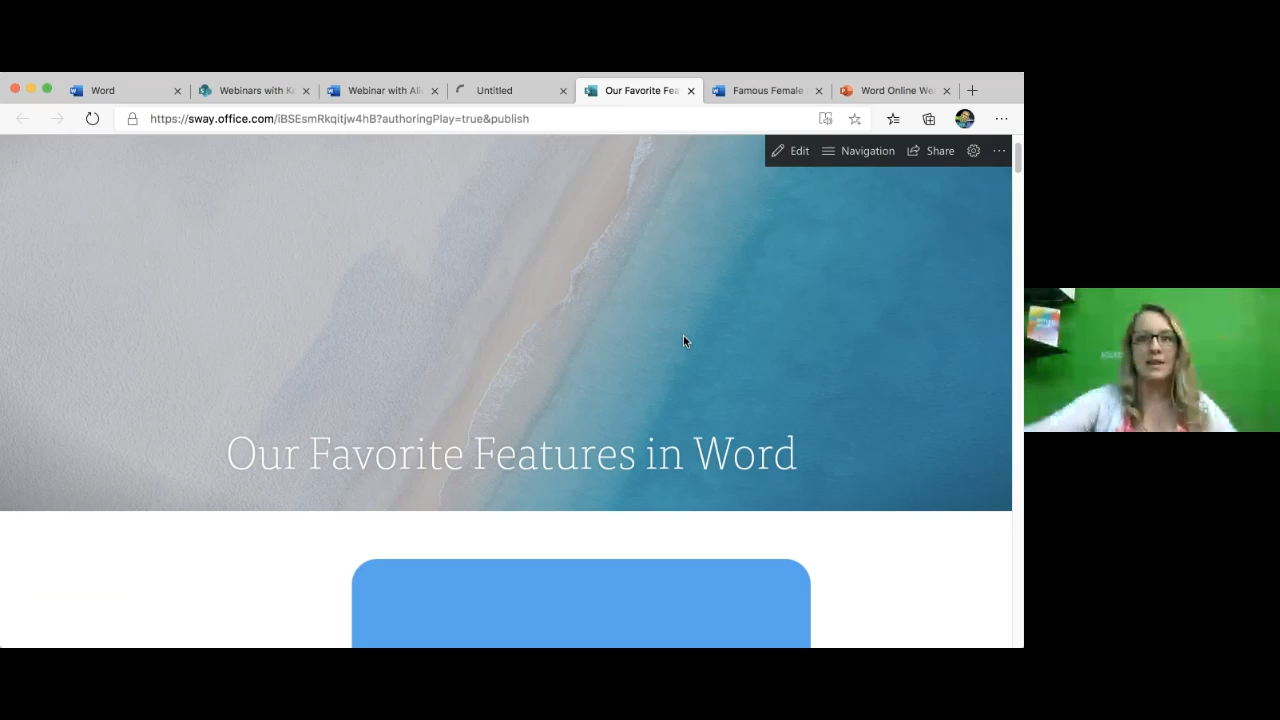 Word
Webinars with K
Webinar with Ali
Untitled
Our Favorite Fea
Famous Female
Word Online We
https://sway.office.com/iBSEsmRkqitjw4hB?authoringPlay=true&publish
Edit
Navigation
Share
Our Favorite Features in Word